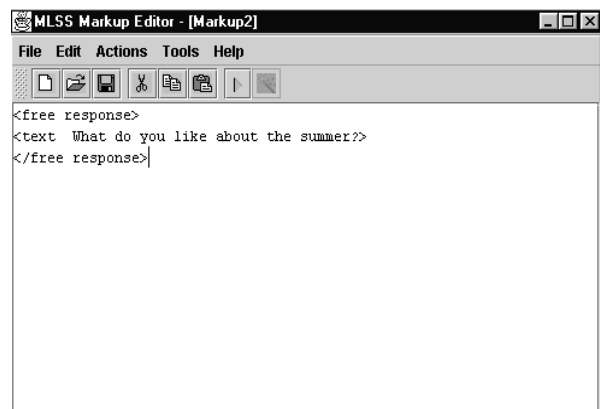 MLSS Markup Editor - [Markup2]
File Edit Actions Tools Help
<free response>
<text  What do you like about the summer?>
</free response>